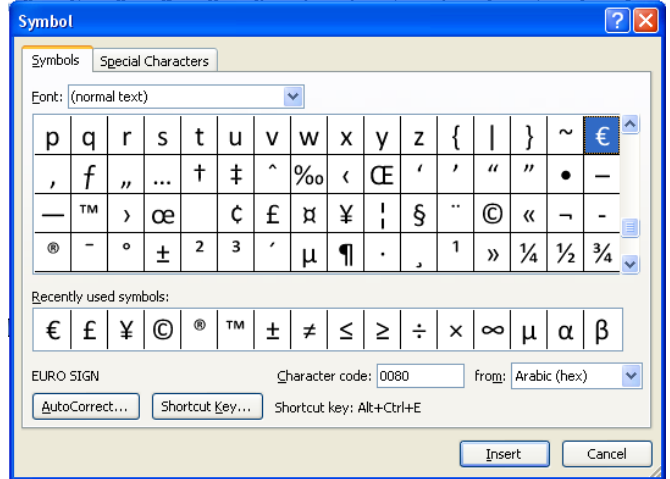 Symbol
Symbols Special Characters
Font: (normal text)
p q r s t u v w x y z { | } ~ €
‚ ƒ „ … † ‡ ˆ ‰ ‹ Œ ‘ ’ “ ” • –
— ™ › œ ¢ £ ¤ ¥ ¦ § ¨ © « ¬ -
® ¯ ° ± ² ³ ´ µ ¶ · ¸ ¹ » ¼ ½ ¾
Recently used symbols:
€ £ ¥ © ® ™ ± ≠ ≤ ≥ ÷ × ∞ µ α β
EURO SIGN Character code: 0080 from: Arabic (hex)
AutoCorrect... Shortcut Key... Shortcut key: Alt+Ctrl+E
Insert Cancel